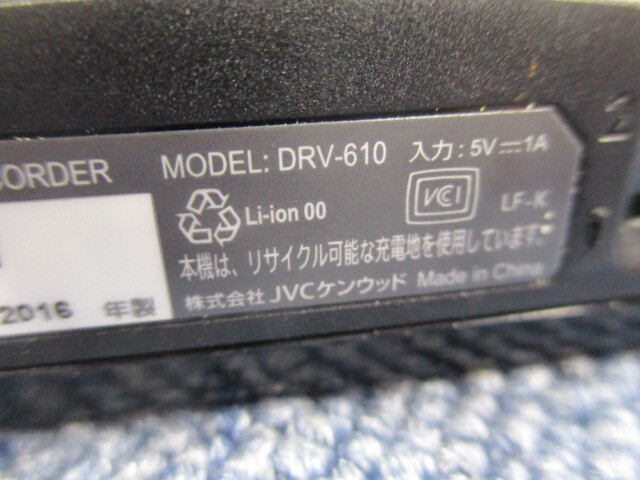 CORDER MODEL: DRV-610 入力 : 5V⎓1A
Li-ion 00 VCCI LF-K
本機は、リサイクル可能な充電池を使用しています。
2016 年製 株式会社 JVCケンウッド Made in China